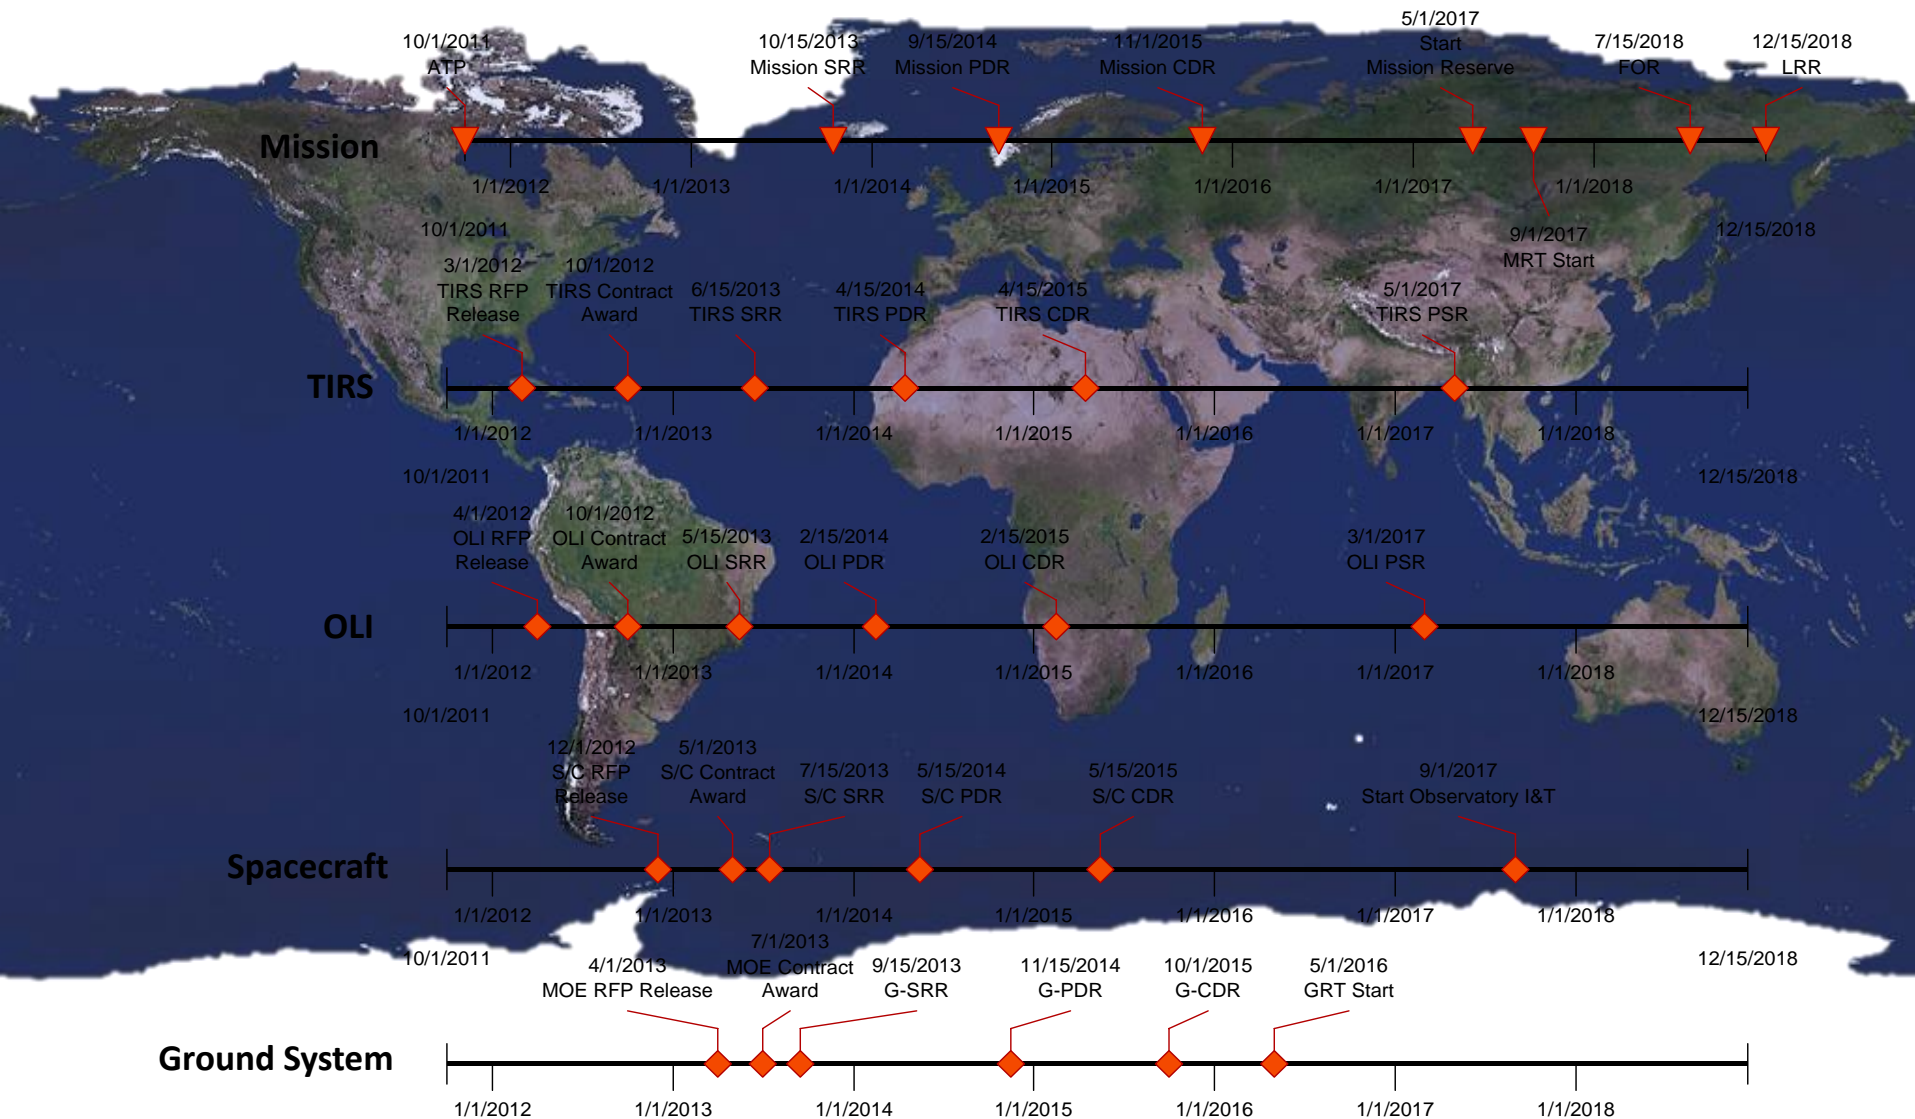 5/1/2017
10/1/2011 10/15/2013 9/15/2014 11/1/2015 Start 7/15/2018 12/15/2018
ATP Mission SRR Mission PDR Mission CDR Mission Reserve FOR LRR
Mission
1/1/2012 1/1/2013 1/1/2014 1/1/2015 1/1/2016 1/1/2017 1/1/2018
10/1/2011 9/1/2017 12/15/2018
MRT Start
3/1/2012 10/1/2012
TIRS RFP TIRS Contract 6/15/2013 4/15/2014 4/15/2015 5/1/2017
Release Award TIRS SRR TIRS PDR TIRS CDR TIRS PSR
TIRS
1/1/2012 1/1/2013 1/1/2014 1/1/2015 1/1/2016 1/1/2017 1/1/2018
10/1/2011 12/15/2018
4/1/2012 10/1/2012
OLI RFP OLI Contract 5/15/2013 2/15/2014 2/15/2015 3/1/2017
Release Award OLI SRR OLI PDR OLI CDR OLI PSR
OLI
1/1/2012 1/1/2013 1/1/2014 1/1/2015 1/1/2016 1/1/2017 1/1/2018
10/1/2011 12/15/2018
12/1/2012 5/1/2013
S/C RFP S/C Contract 7/15/2013 5/15/2014 5/15/2015 9/1/2017
Release Award S/C SRR S/C PDR S/C CDR Start Observatory I&T
Spacecraft
1/1/2012 1/1/2013 1/1/2014 1/1/2015 1/1/2016 1/1/2017 1/1/2018
10/1/2011 12/15/2018
7/1/2013
4/1/2013 MOE Contract 9/15/2013 11/15/2014 10/1/2015 5/1/2016
MOE RFP Release Award G-SRR G-PDR G-CDR GRT Start
Ground System
1/1/2012 1/1/2013 1/1/2014 1/1/2015 1/1/2016 1/1/2017 1/1/2018